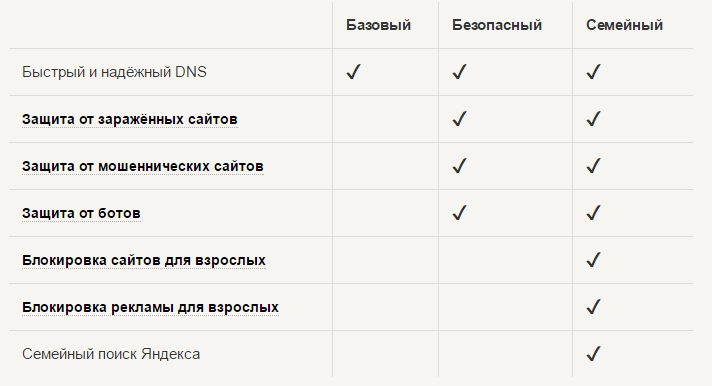 Базовый Безопасный Семейный
Быстрый и надёжный DNS ✓ ✓ ✓
Защита от заражённых сайтов ✓ ✓
Защита от мошеннических сайтов ✓ ✓
Защита от ботов ✓ ✓
Блокировка сайтов для взрослых ✓
Блокировка рекламы для взрослых ✓
Семейный поиск Яндекса ✓